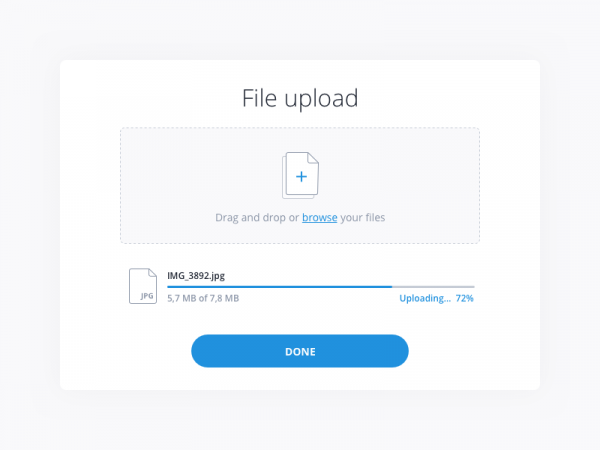 File upload
Drag and drop or browse your files
IMG_3892.jpg
JPG
5,7 MB of 7,8 MB
Uploading... 72%
DONE